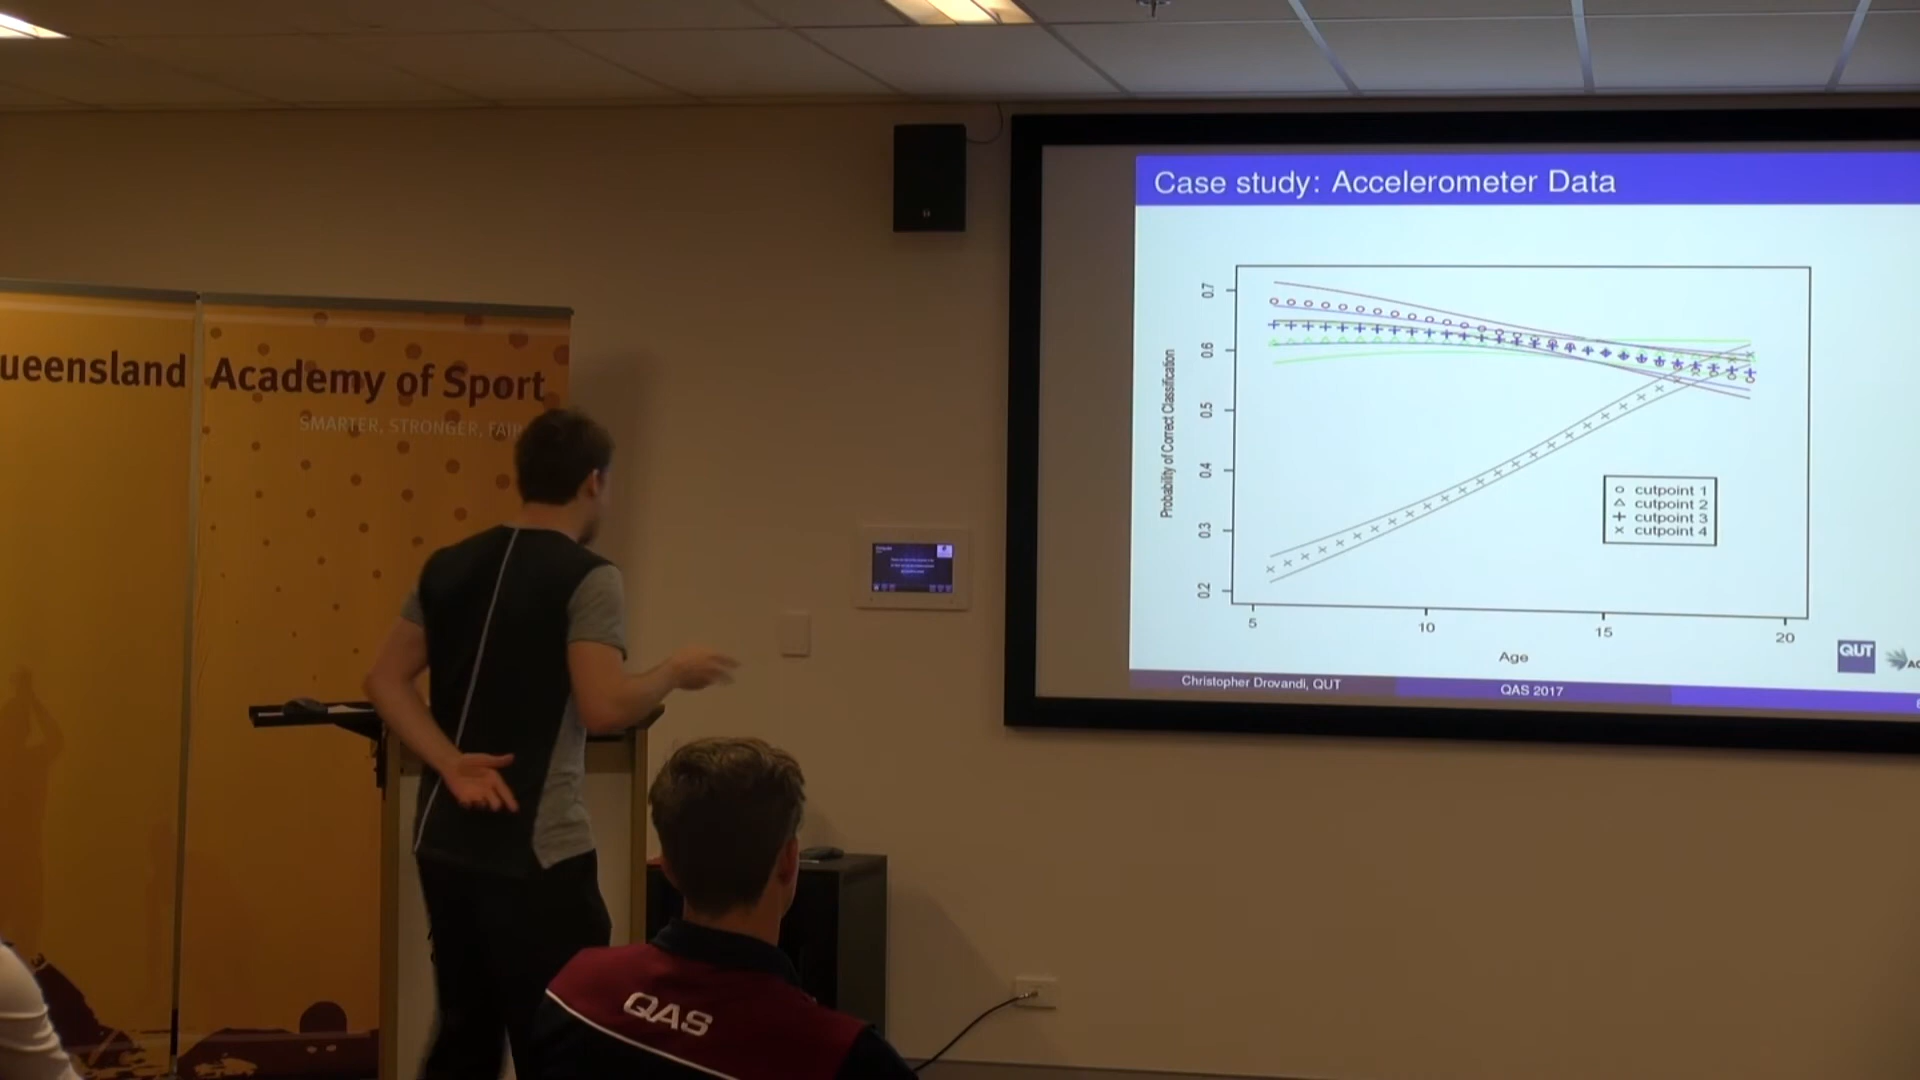 ueensland Academy of Sport
SMARTER, STRONGER, FAI
QAS
Case study: Accelerometer Data
Probability of Correct Classification
0.7
0.6
0.5
0.4
0.3
0.2
cutpoint 1
cutpoint 2
cutpoint 3
cutpoint 4
5
10
15
20
Age
QUT
Christopher Drovandi, QUT
QAS 2017